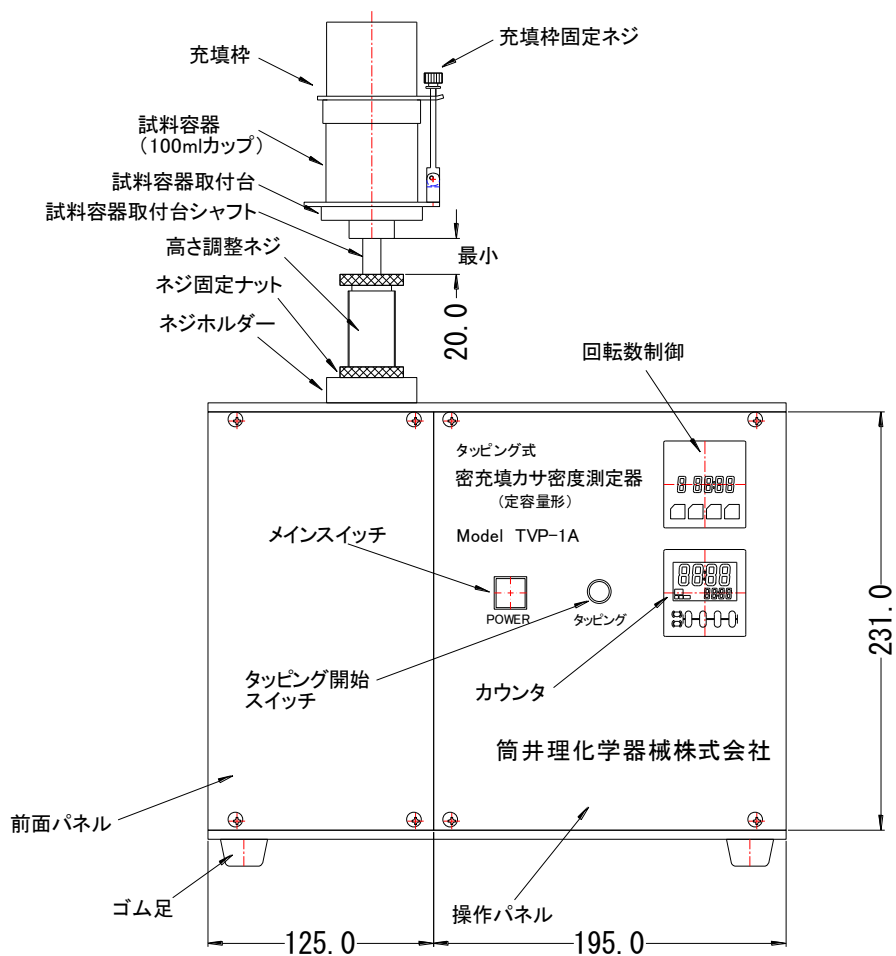 充填枠固定ネジ
充填枠
試料容器
(100mlカップ)
試料容器取付台
試料容器取付台シャフト
高さ調整ネジ
最小
20.0
ネジ固定ナット
ネジホルダー
回転数制御
タッピング式
密充填カサ密度測定器
(定容量形)
8 8888
メインスイッチ
Model TVP-1A
8888
8888
POWER
タッピング
231.0
タッピング開始
スイッチ
カウンタ
筒井理化学器械株式会社
前面パネル
ゴム足
操作パネル
125.0
195.0